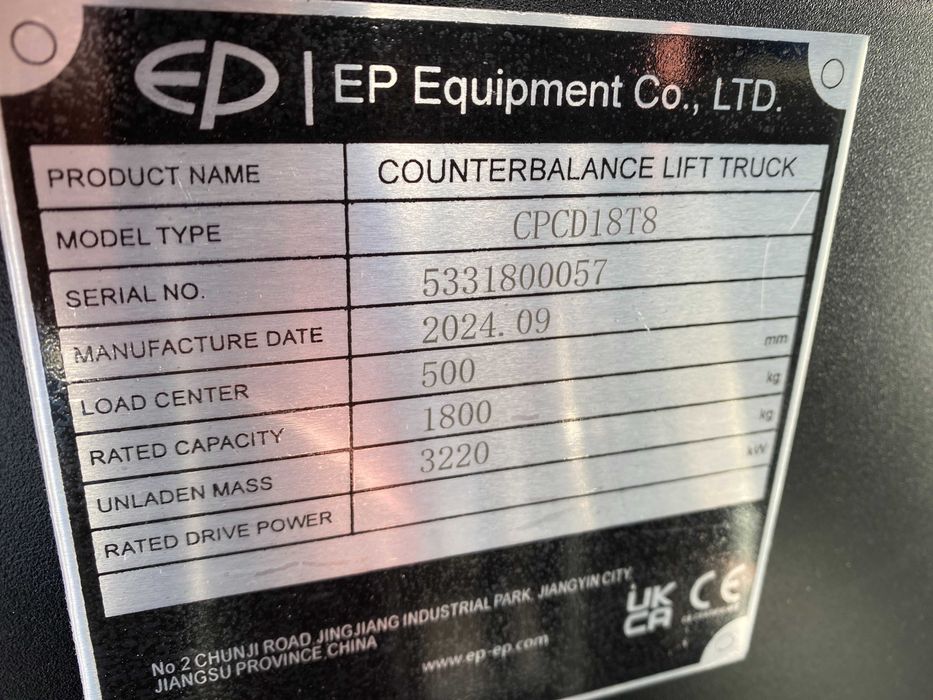 EP | EP Equipment Co., LTD.
PRODUCT NAME COUNTERBALANCE LIFT TRUCK
MODEL TYPE CPCD18T8
SERIAL NO. 5331800057
MANUFACTURE DATE 2024.09
LOAD CENTER 500 mm
RATED CAPACITY 1800 kg
UNLADEN MASS 3220 kg
RATED DRIVE POWER kW
No.2 CHUNJI ROAD,JINGJIANG INDUSTRIAL PARK, JIANGYIN CITY,
JIANGSU PROVINCE,CHINA
www.ep-ep.com
UK
CA
CE